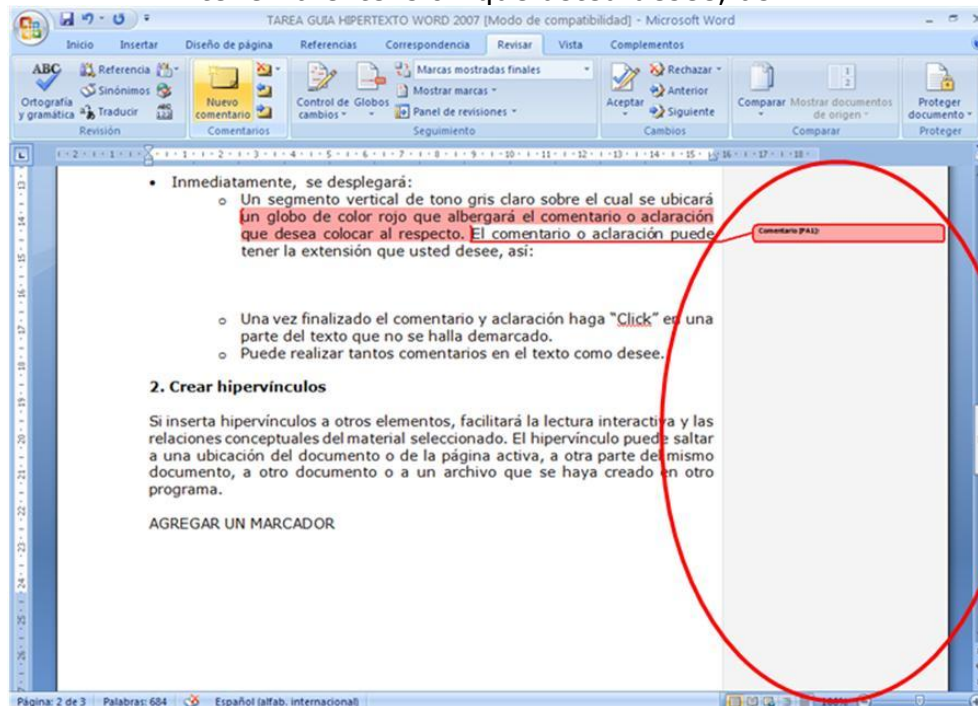 TAREA GUIA HIPERTEXTO WORD 2007 [Modo de compatibilidad] - Microsoft Word
Inicio Insertar Diseño de página Referencias Correspondencia Revisar Vista Complementos
ABC Referencia Marcas mostradas finales Rechazar
Sinónimos Mostrar marcas Anterior
Ortografía y gramática Traducir Nuevo comentario Control de cambios Globos Panel de revisiones Aceptar Siguiente Comparar Mostrar documentos de origen Proteger documento
Revisión Comentarios Seguimiento Cambios Comparar Proteger
• Inmediatamente, se desplegará:
o Un segmento vertical de tono gris claro sobre el cual se ubicará
un globo de color rojo que albergará el comentario o aclaración
que desea colocar al respecto. El comentario o aclaración puede
tener la extensión que usted desee, así:
Comentario [PA1]:
o Una vez finalizado el comentario y aclaración haga "Click" en una
parte del texto que no se halla demarcado.
o Puede realizar tantos comentarios en el texto como desee.
2. Crear hipervínculos
Si inserta hipervínculos a otros elementos, facilitará la lectura interactiva y las
relaciones conceptuales del material seleccionado. El hipervínculo puede saltar
a una ubicación del documento o de la página activa, a otra parte del mismo
documento, a otro documento o a un archivo que se haya creado en otro
programa.
AGREGAR UN MARCADOR
Página: 2 de 3 Palabras: 684 Español (alfab. internacional) 100%